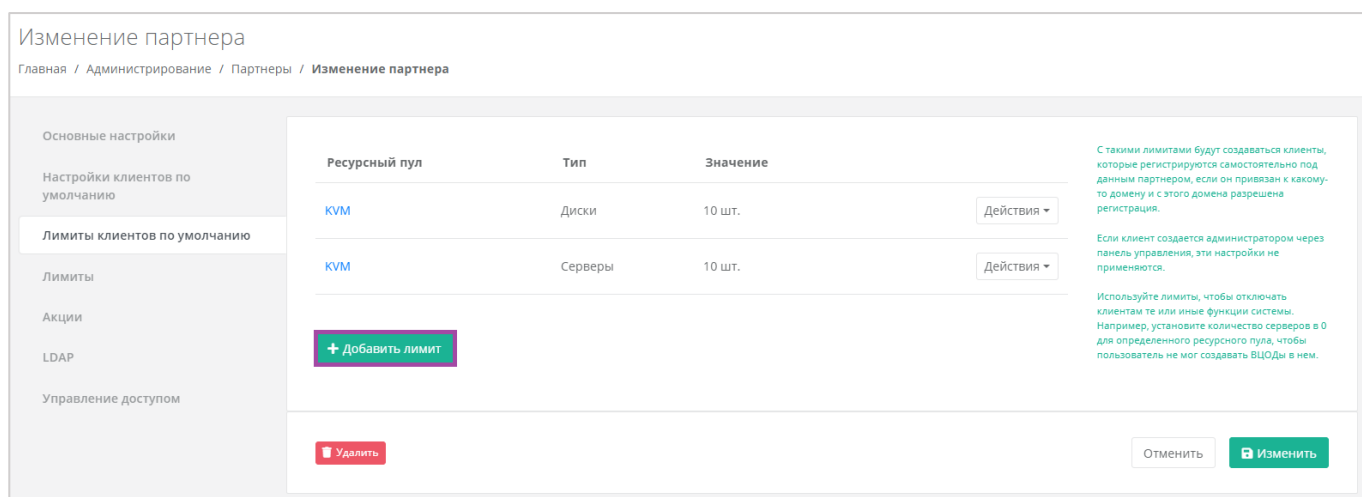 Изменение партнера
Главная / Администрирование / Партнеры / Изменение партнера
Основные настройки
Настройки клиентов по
умолчанию
Лимиты клиентов по умолчанию
Лимиты
Акции
LDAP
Управление доступом
Ресурсный пул Тип Значение
KVM Диски 10 шт. Действия
KVM Серверы 10 шт. Действия
+ Добавить лимит
С такими лимитами будут создаваться клиенты,
которые регистрируются самостоятельно под
данным партнером, если он привязан к какому-
то домену и с этого домена разрешена
регистрация.
Если клиент создается администратором через
панель управления, эти настройки не
применяются.
Используйте лимиты, чтобы отключать
клиентам те или иные функции системы.
Например, установите количество серверов в 0
для определенного ресурсного пула, чтобы
пользователь не мог создавать ВЦОДы в нем.
Удалить
Отменить
Изменить